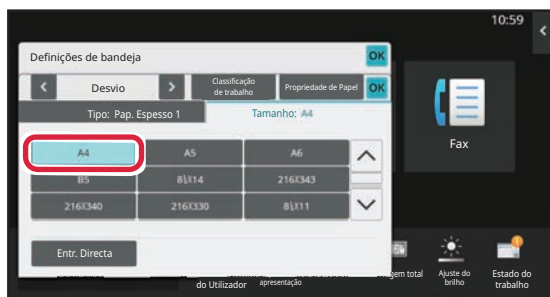 10:59
Definições de bandeja
OK
Desvio
Classificação
de trabalho
Propriedade de Papel
OK
Tipo: Pap. Espesso 1
Tamanho: A4
A4
A5
A6
B5
8½X14
216X343
216X340
216X330
8½X11
Fax
Entr. Directa
do Utilizador
apresentação
total
Ajuste do
brilho
Estado do
trabalho